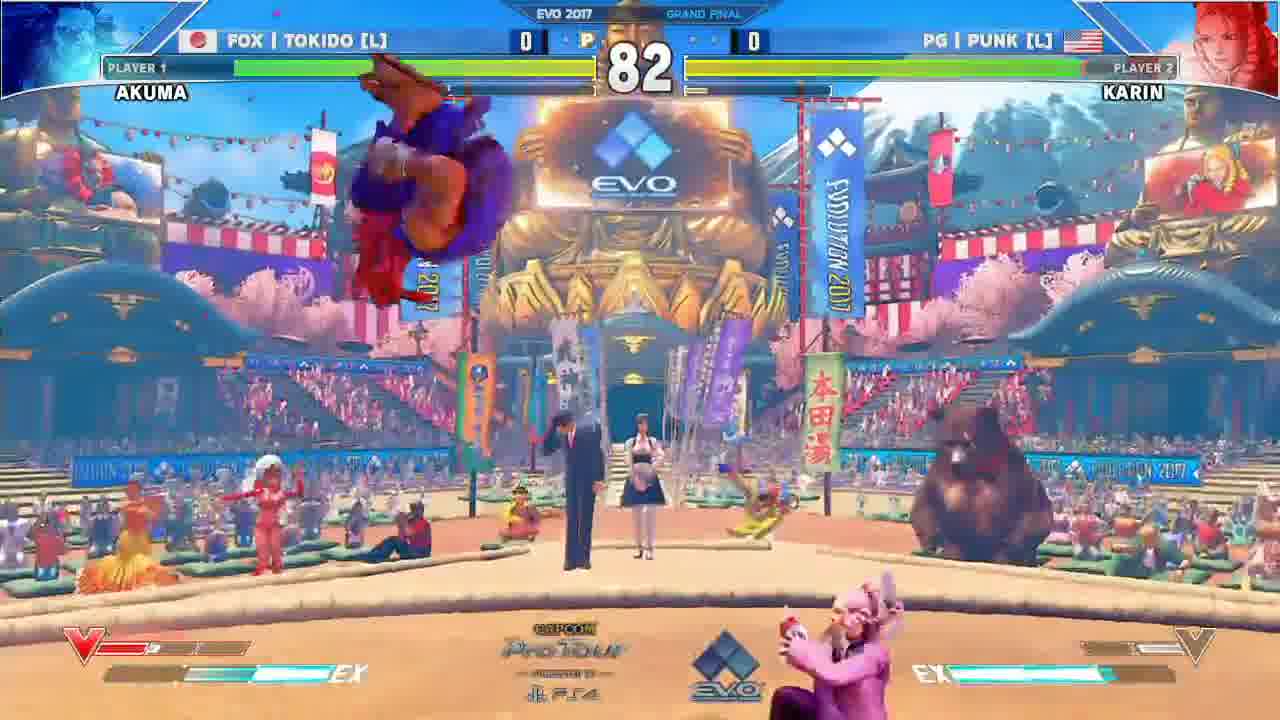 EVO 2017 GRAND FINAL
FOX | TOKIDO [L] 0 P 82 0 PG | PUNK [L]
PLAYER 1 PLAYER 2
AKUMA KARIN
EVO
EVOLUTION 2017
本田湯
CAPCOM
PRO TOUR
PS4
EVO
V V
EX EX